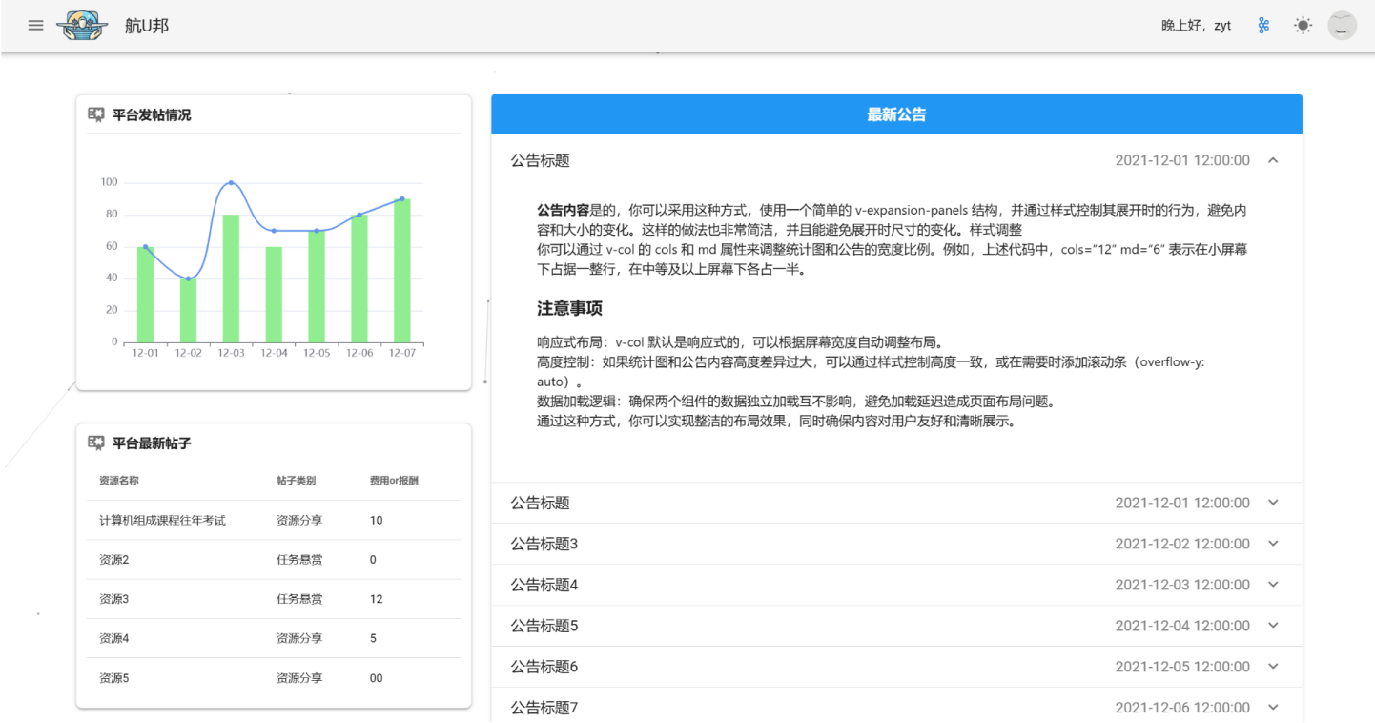 航U邦
晚上好，zyt
平台发帖情况
100
80
60
40
20
0
12-01 12-02 12-03 12-04 12-05 12-06 12-07
平台最新帖子
资源名称 帖子类别 费用or报酬
计算机组成课程往年考试 资源分享 10
资源2 任务悬赏 0
资源3 任务悬赏 12
资源4 资源分享 5
资源5 资源分享 00
最新公告
公告标题 2021-12-01 12:00:00
公告内容是的，你可以采用这种方式，使用一个简单的 v-expansion-panels 结构，并通过样式控制其展开时的行为，避免内
容和大小的变化。这样的做法也非常简洁，并且能避免展开时尺寸的变化。样式调整
你可以通过 v-col 的 cols 和 md 属性来调整统计图和公告的宽度比例。例如，上述代码中，cols="12" md="6" 表示在小屏幕
下占据一整行，在中等及以上屏幕下各占一半。
注意事项
响应式布局：v-col 默认是响应式的，可以根据屏幕宽度自动调整布局。
高度控制：如果统计图和公告内容高度差异过大，可以通过样式控制高度一致，或在需要时添加滚动条（overflow-y:
auto）。
数据加载逻辑：确保两个组件的数据独立加载互不影响，避免加载延迟造成页面布局问题。
通过这种方式，你可以实现整洁的布局效果，同时确保内容对用户友好和清晰展示。
公告标题 2021-12-01 12:00:00
公告标题3 2021-12-02 12:00:00
公告标题4 2021-12-03 12:00:00
公告标题5 2021-12-04 12:00:00
公告标题6 2021-12-05 12:00:00
公告标题7 2021-12-06 12:00:00